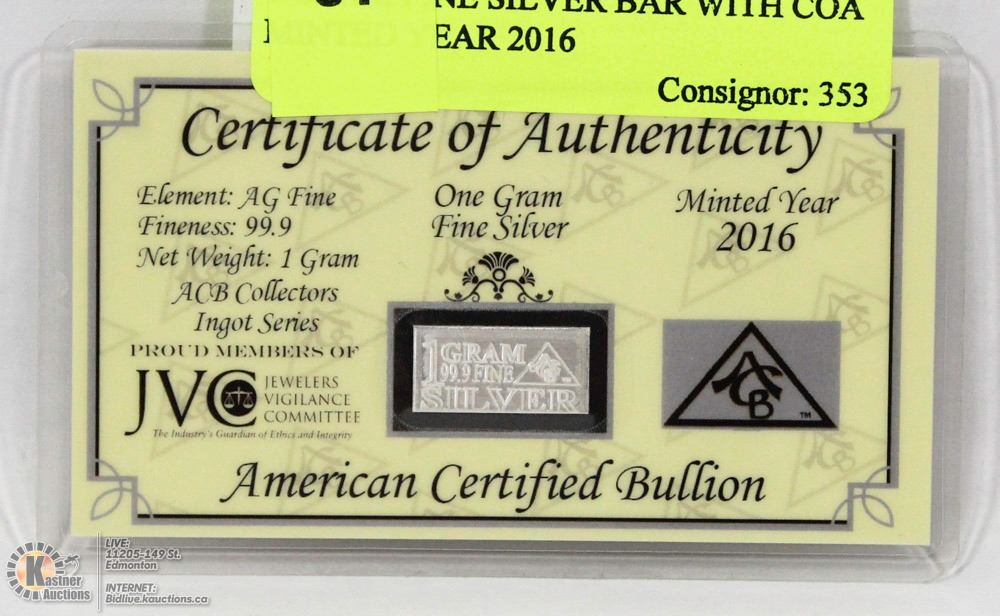 SILVER BAR WITH COA
2016
Consignor: 353
Certificate of Authenticity
Element: AG Fine
Fineness: 99.9
Net Weight: 1 Gram
ACB Collectors
Ingot Series
PROUD MEMBERS OF
JVC JEWELERS
VIGILANCE
COMMITTEE
The Industry's Guardian of Ethics and Integrity
One Gram
Fine Silver
1 GRAM
99.9 FINE
SILVER
Minted Year
2016
ACB
TM
American Certified Bullion
Kastner
Auctions
LIVE:
11205-149 St.
Edmonton
INTERNET:
Bidlive.kauctions.ca